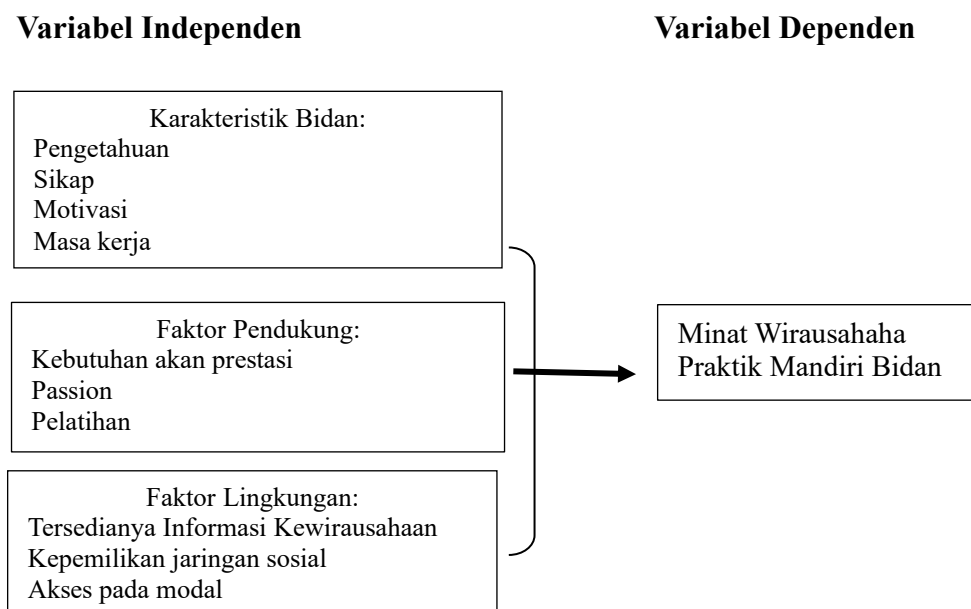 Variabel Independen
Variabel Dependen
Karakteristik Bidan:
Pengetahuan
Sikap
Motivasi
Masa kerja
Faktor Pendukung:
Kebutuhan akan prestasi
Passion
Pelatihan
Faktor Lingkungan:
Tersedianya Informasi Kewirausahaan
Kepemilikan jaringan sosial
Akses pada modal
Minat Wirausahaha
Praktik Mandiri Bidan